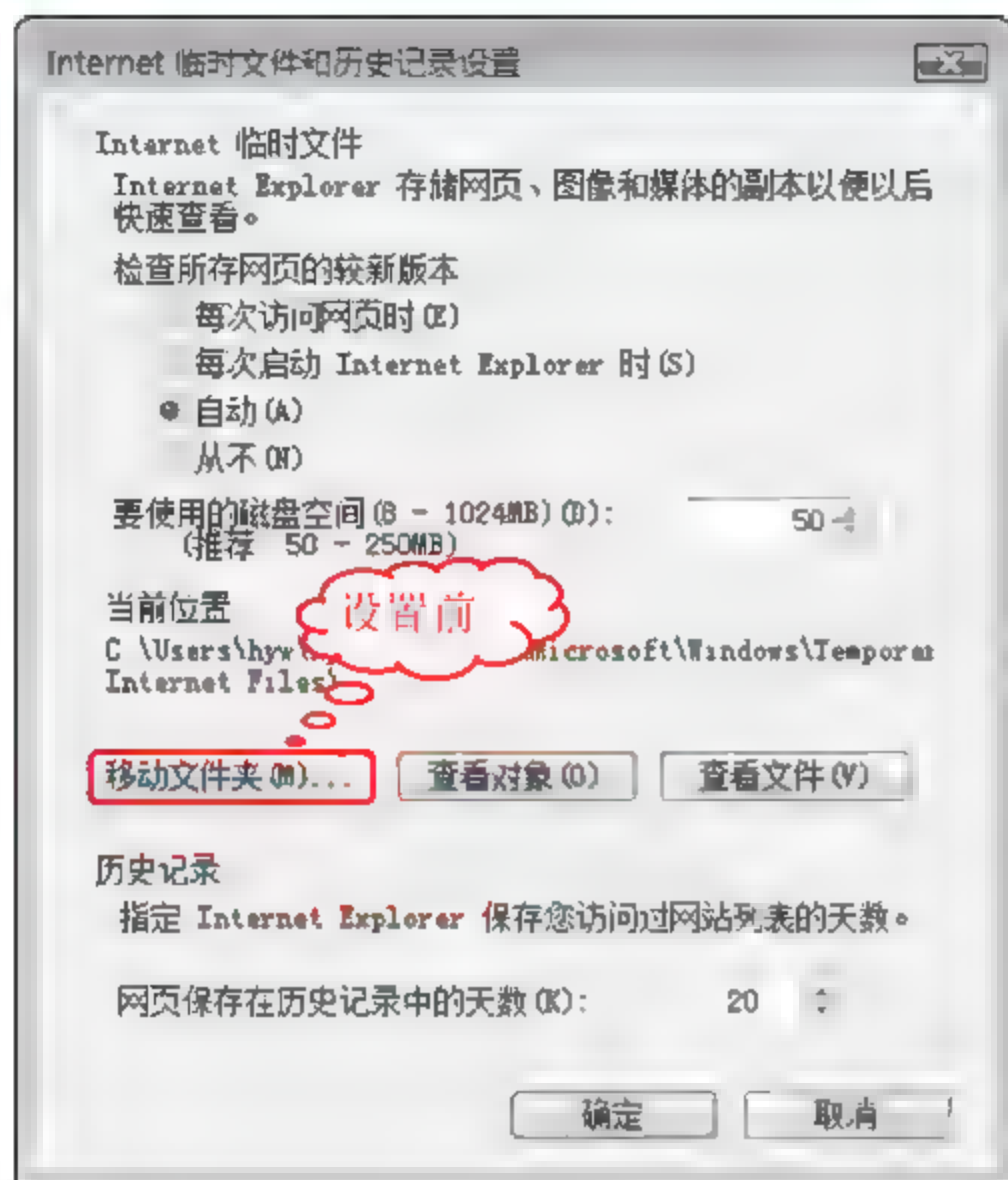 Internet 临时文件和历史记录设置
Internet 临时文件
Internet Explorer 存储网页、图像和媒体的副本以便以后
快速查看。
检查所存网页的较新版本
每次访问网页时(E)
每次启动 Internet Explorer 时(S)
自动(A)
从不(N)
要使用的磁盘空间(8 - 1024MB)(D): 50
(推荐 50 - 250MB)
设置前
当前位置
C \Users\hyw\ Microsoft\Windows\Temporar
Internet Files\
移动文件夹(M)... 查看对象(O) 查看文件(V)
历史记录
指定 Internet Explorer 保存您访问过网站列表的天数。
网页保存在历史记录中的天数(K): 20
确定 取消